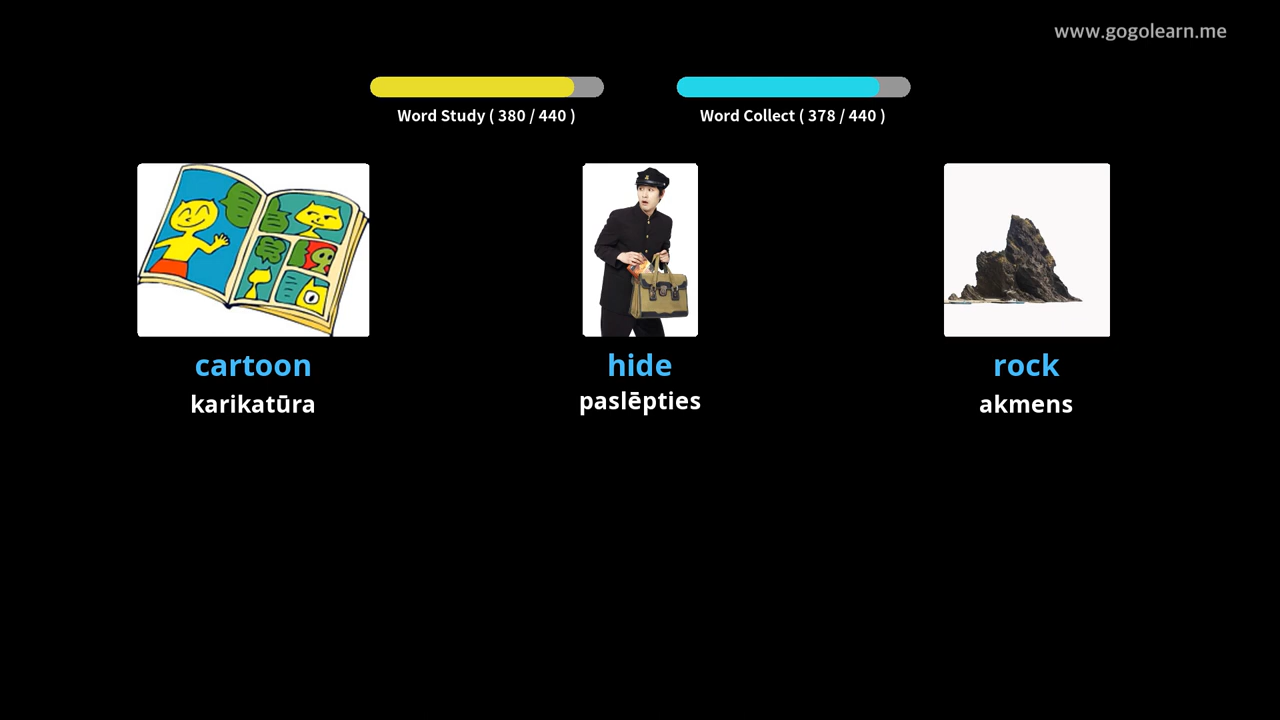 www.gogolearn.me
Word Study ( 380 / 440 )
Word Collect ( 378 / 440 )
cartoon
hide
rock
karikatūra
paslēpties
akmens